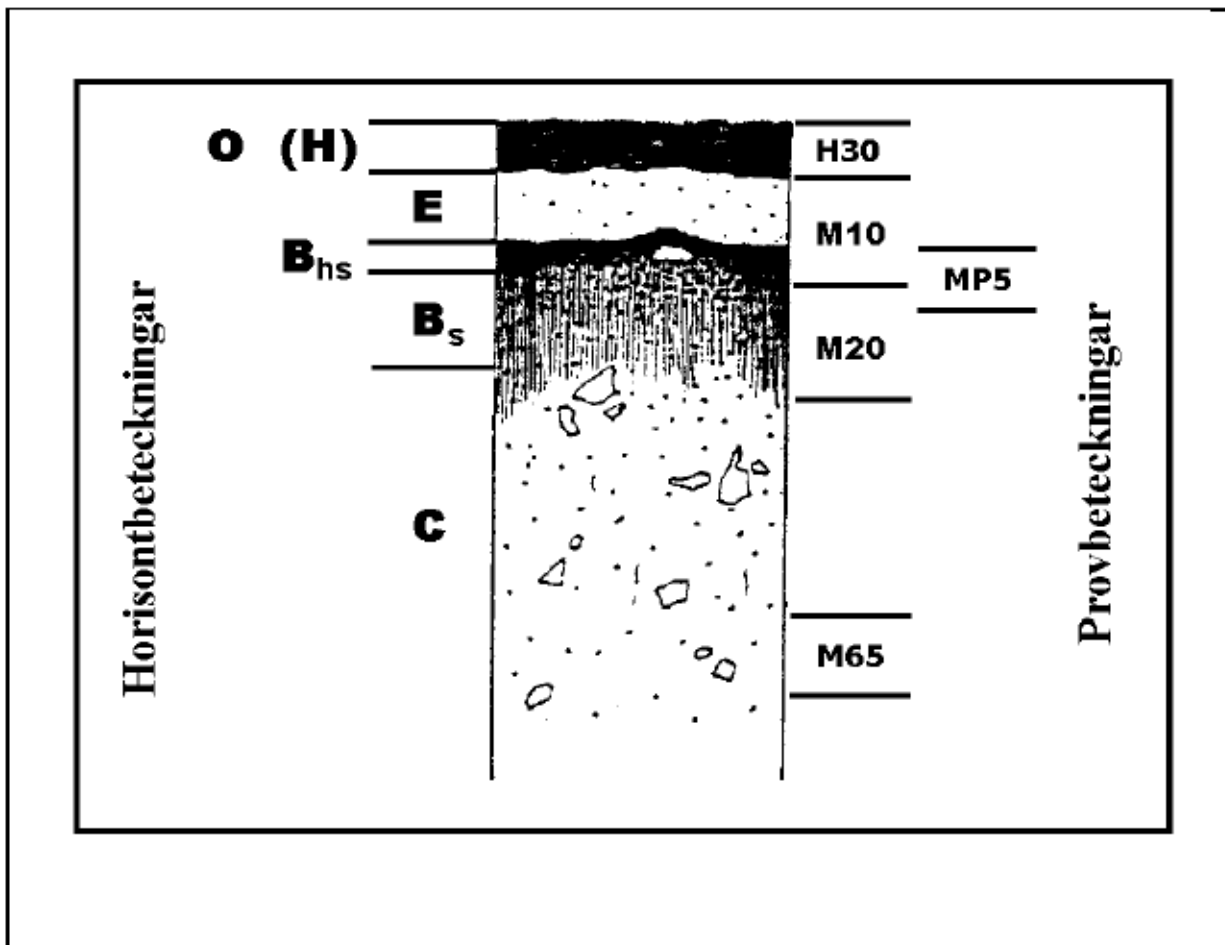 Horisontbeteckningar
O (H)
E
Bhs
Bs
C
H30
M10
MP5
M20
M65
Provbeteckningar